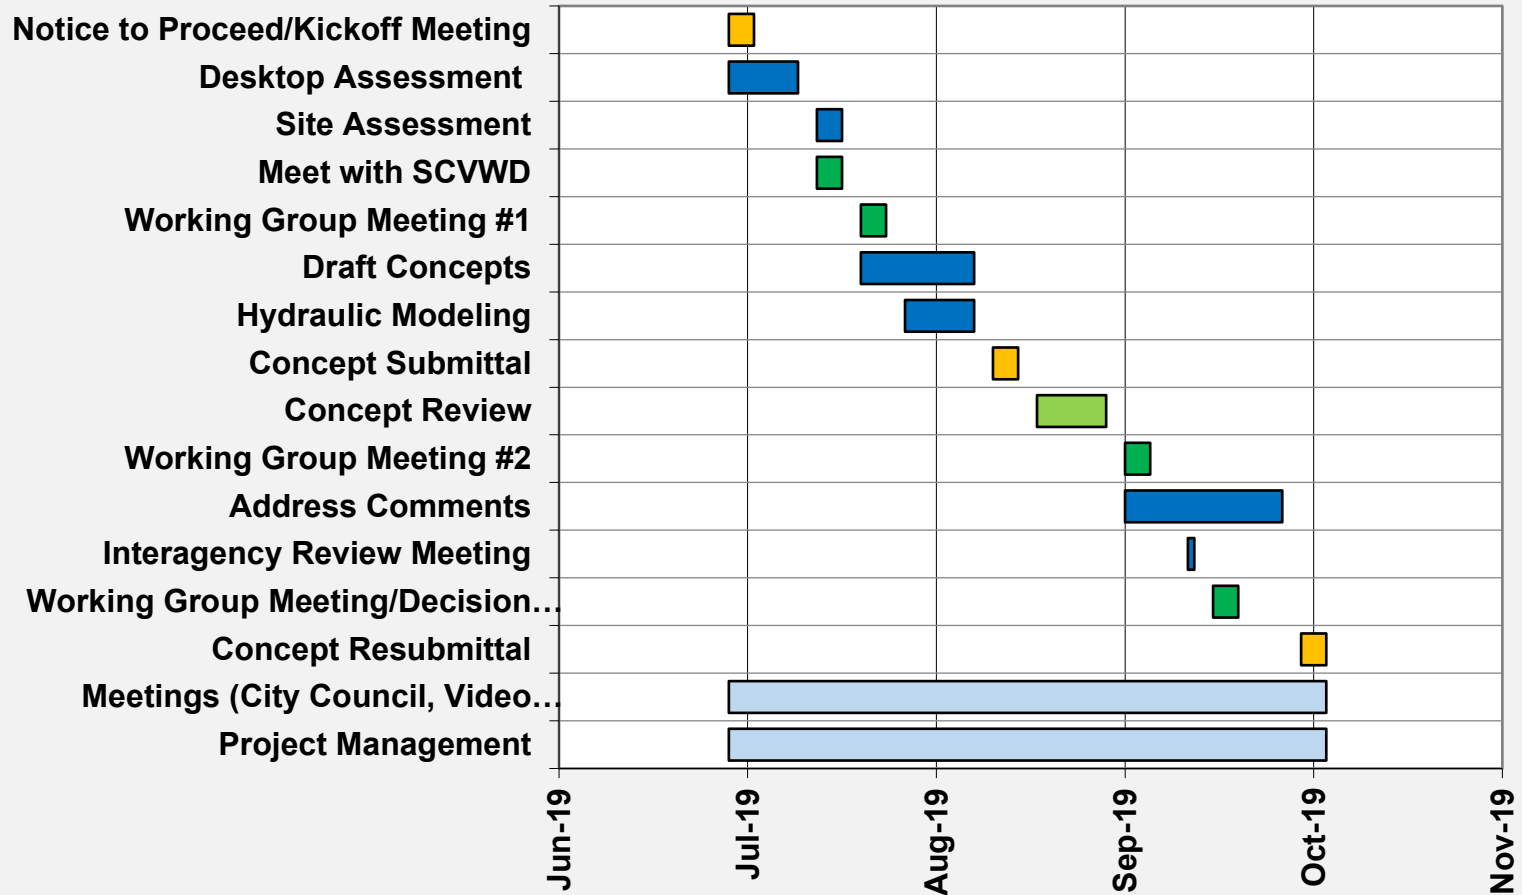 Notice to Proceed/Kickoff Meeting
Desktop Assessment
Site Assessment
Meet with SCVWD
Working Group Meeting #1
Draft Concepts
Hydraulic Modeling
Concept Submittal
Concept Review
Working Group Meeting #2
Address Comments
Interagency Review Meeting
Working Group Meeting/Decision…
Concept Resubmittal
Meetings (City Council, Video…
Project Management
Jun-19
Jul-19
Aug-19
Sep-19
Oct-19
Nov-19